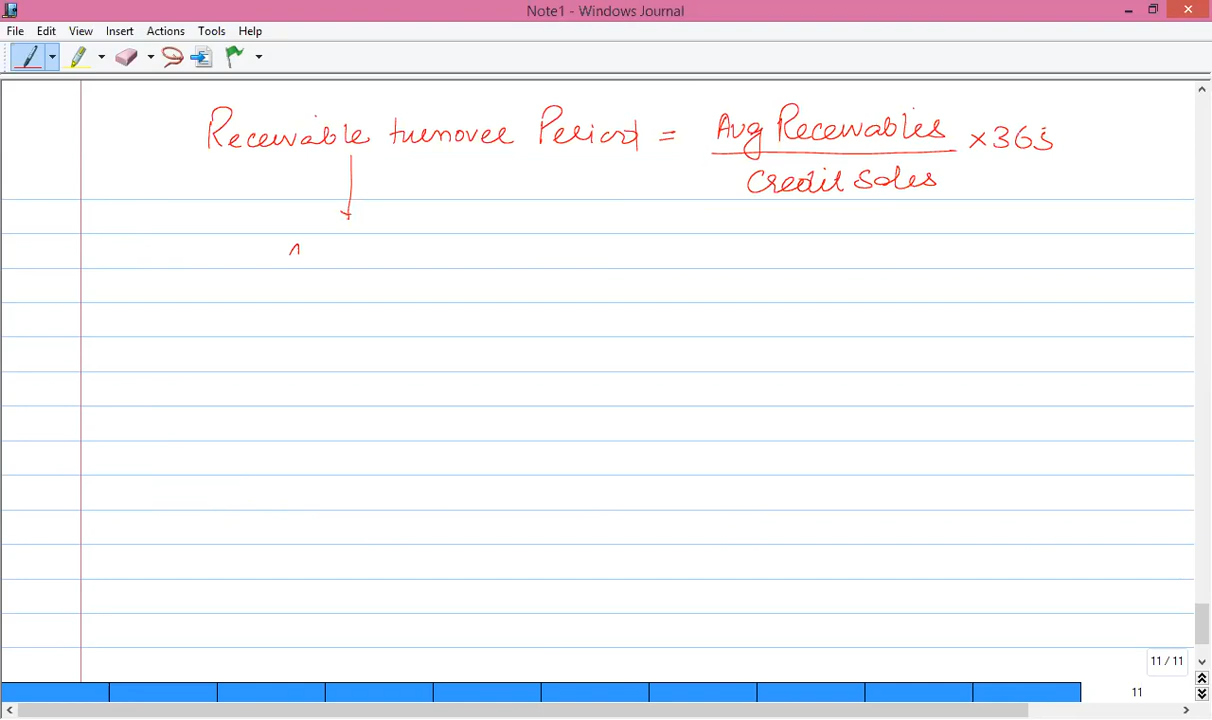 Note1 - Windows Journal
File Edit View Insert Actions Tools Help
Receivable turnover Period = Avg Receivables × 365
Credit Sales
11 / 11
11